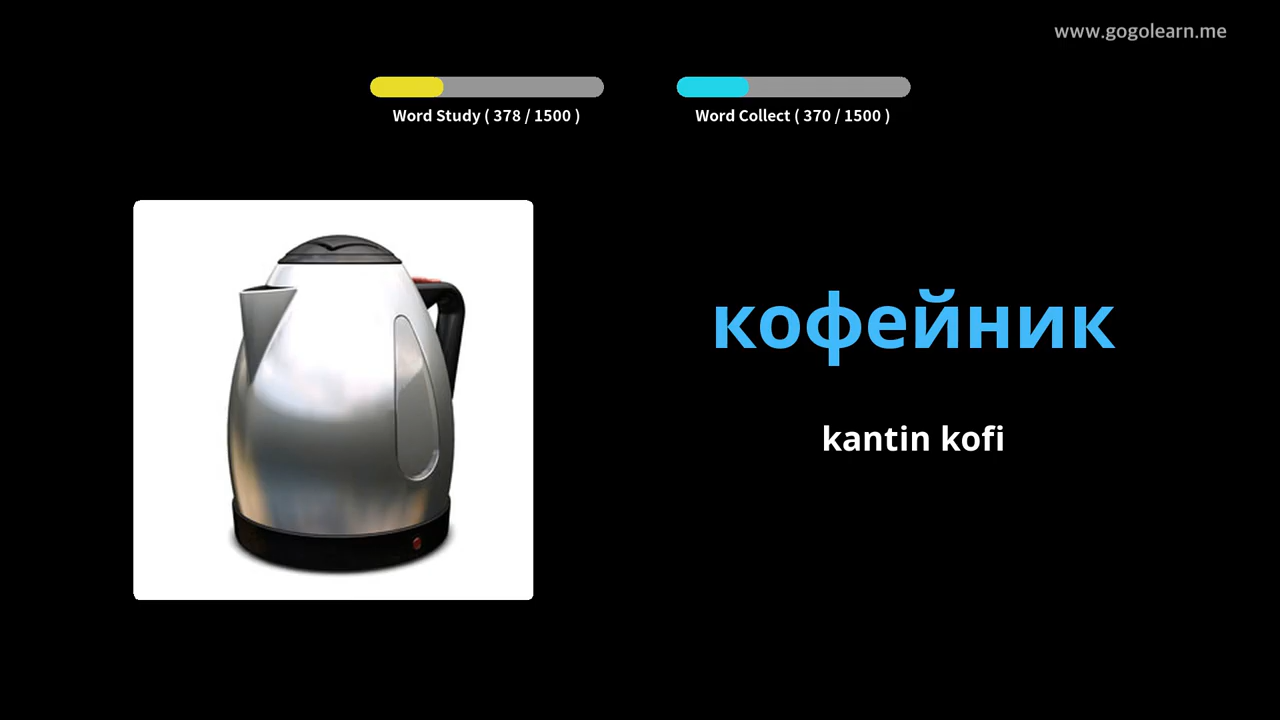 www.gogolearn.me
Word Study ( 378 / 1500 )
Word Collect ( 370 / 1500 )
кофейник
kantin kofi